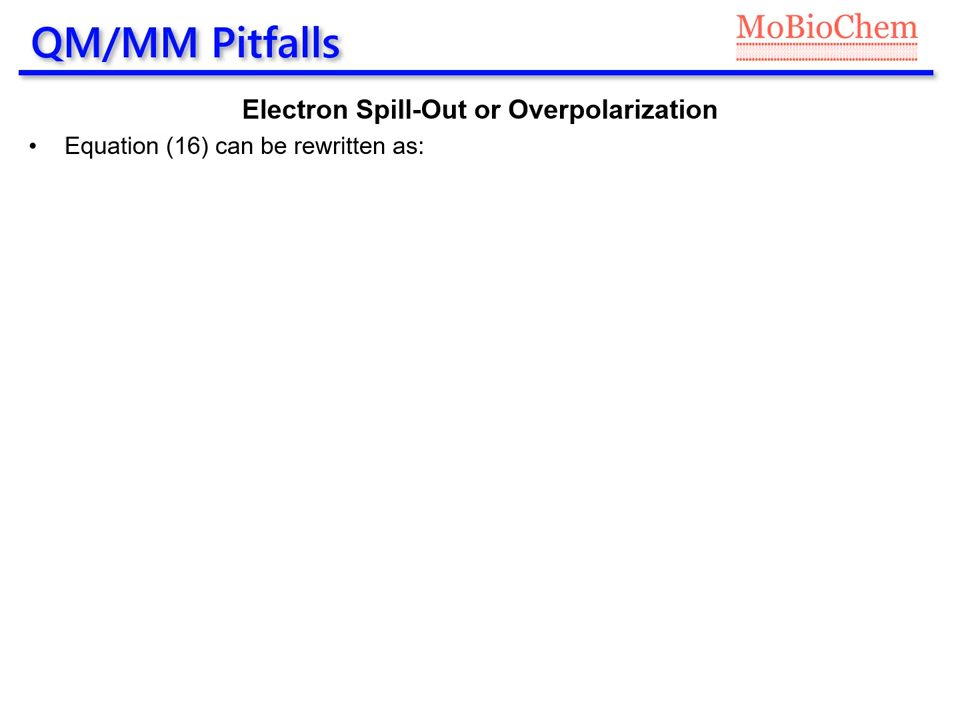 QM/MM Pitfalls
MoBioChem
Electron Spill-Out or Overpolarization
• Equation (16) can be rewritten as: